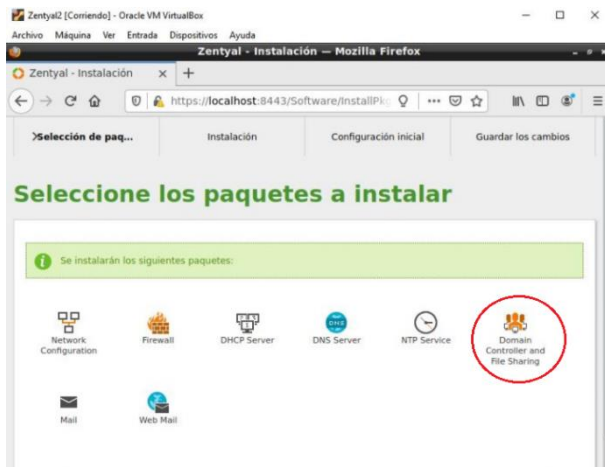 Zentyal2 [Corriendo] - Oracle VM VirtualBox
Archivo Máquina Ver Entrada Dispositivos Ayuda
Zentyal - Instalación — Mozilla Firefox
Zentyal - Instalación
https://localhost:8443/Software/InstallPk
Selección de paq...
Instalación
Configuración inicial
Guardar los cambios
Seleccione los paquetes a instalar
Se instalarán los siguientes paquetes:
Network
Configuration
Firewall
DHCP Server
DNS
DNS Server
NTP Service
Domain
Controller and
File Sharing
Mail
Web Mail